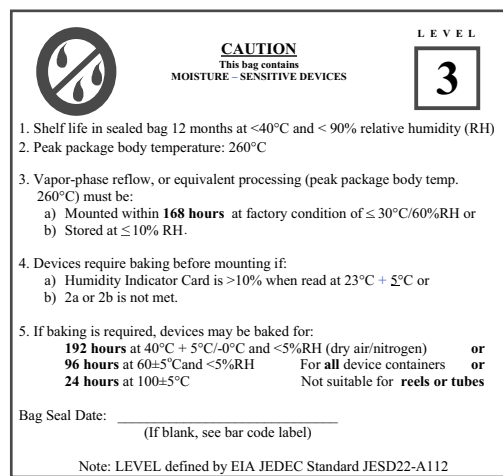 LEVEL
CAUTION
This bag contains
MOISTURE – SENSITIVE DEVICES
3
1. Shelf life in sealed bag 12 months at <40°C and < 90% relative humidity (RH)
2. Peak package body temperature: 260°C
3. Vapor-phase reflow, or equivalent processing (peak package body temp.
260°C) must be:
a) Mounted within 168 hours at factory condition of ≤ 30°C/60%RH or
b) Stored at ≤ 10% RH.
4. Devices require baking before mounting if:
a) Humidity Indicator Card is >10% when read at 23°C + 5°C or
b) 2a or 2b is not met.
5. If baking is required, devices may be baked for:
192 hours at 40°C + 5°C/-0°C and <5%RH (dry air/nitrogen) or
96 hours at 60±5°Cand <5%RH For all device containers or
24 hours at 100±5°C Not suitable for reels or tubes
Bag Seal Date: ____________________________
(If blank, see bar code label)
Note: LEVEL defined by EIA JEDEC Standard JESD22-A112